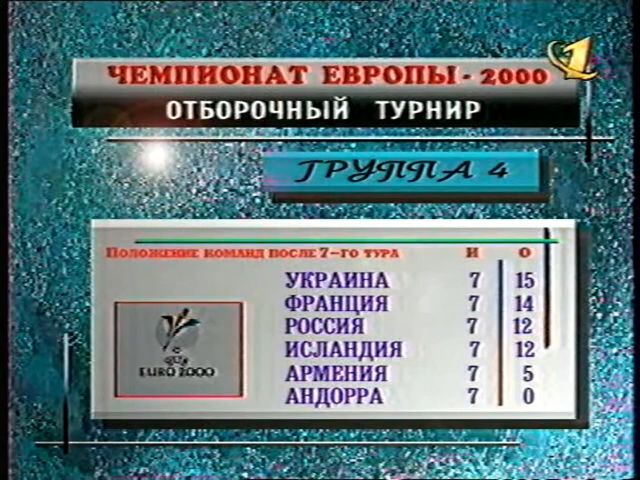 1
ЧЕМПИОНАТ ЕВРОПЫ - 2000
ОТБОРОЧНЫЙ ТУРНИР
ГРУППА 4
ПОЛОЖЕНИЕ КОМАНД ПОСЛЕ 7-ГО ТУРА И О
УКРАИНА 7 15
ФРАНЦИЯ 7 14
РОССИЯ 7 12
ИСЛАНДИЯ 7 12
АРМЕНИЯ 7 5
АНДОРРА 7 0
EURO 2000